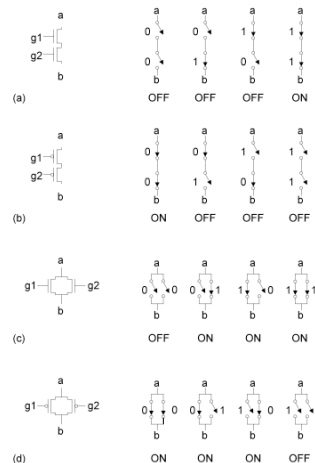 a a a a a
g1 0 0 1 1
g2 0 1 0 1
b b b b b
(a) OFF OFF OFF ON
a a a a a
g1 0 0 1 1
g2 0 1 0 1
b b b b b
(b) ON OFF OFF OFF
a a a a a
g1 g2 0 0 0 1 1 0 1 1
b b b b b
(c) OFF ON ON ON
a a a a a
g1 g2 0 0 0 1 1 0 1 1
b b b b b
(d) ON ON ON OFF